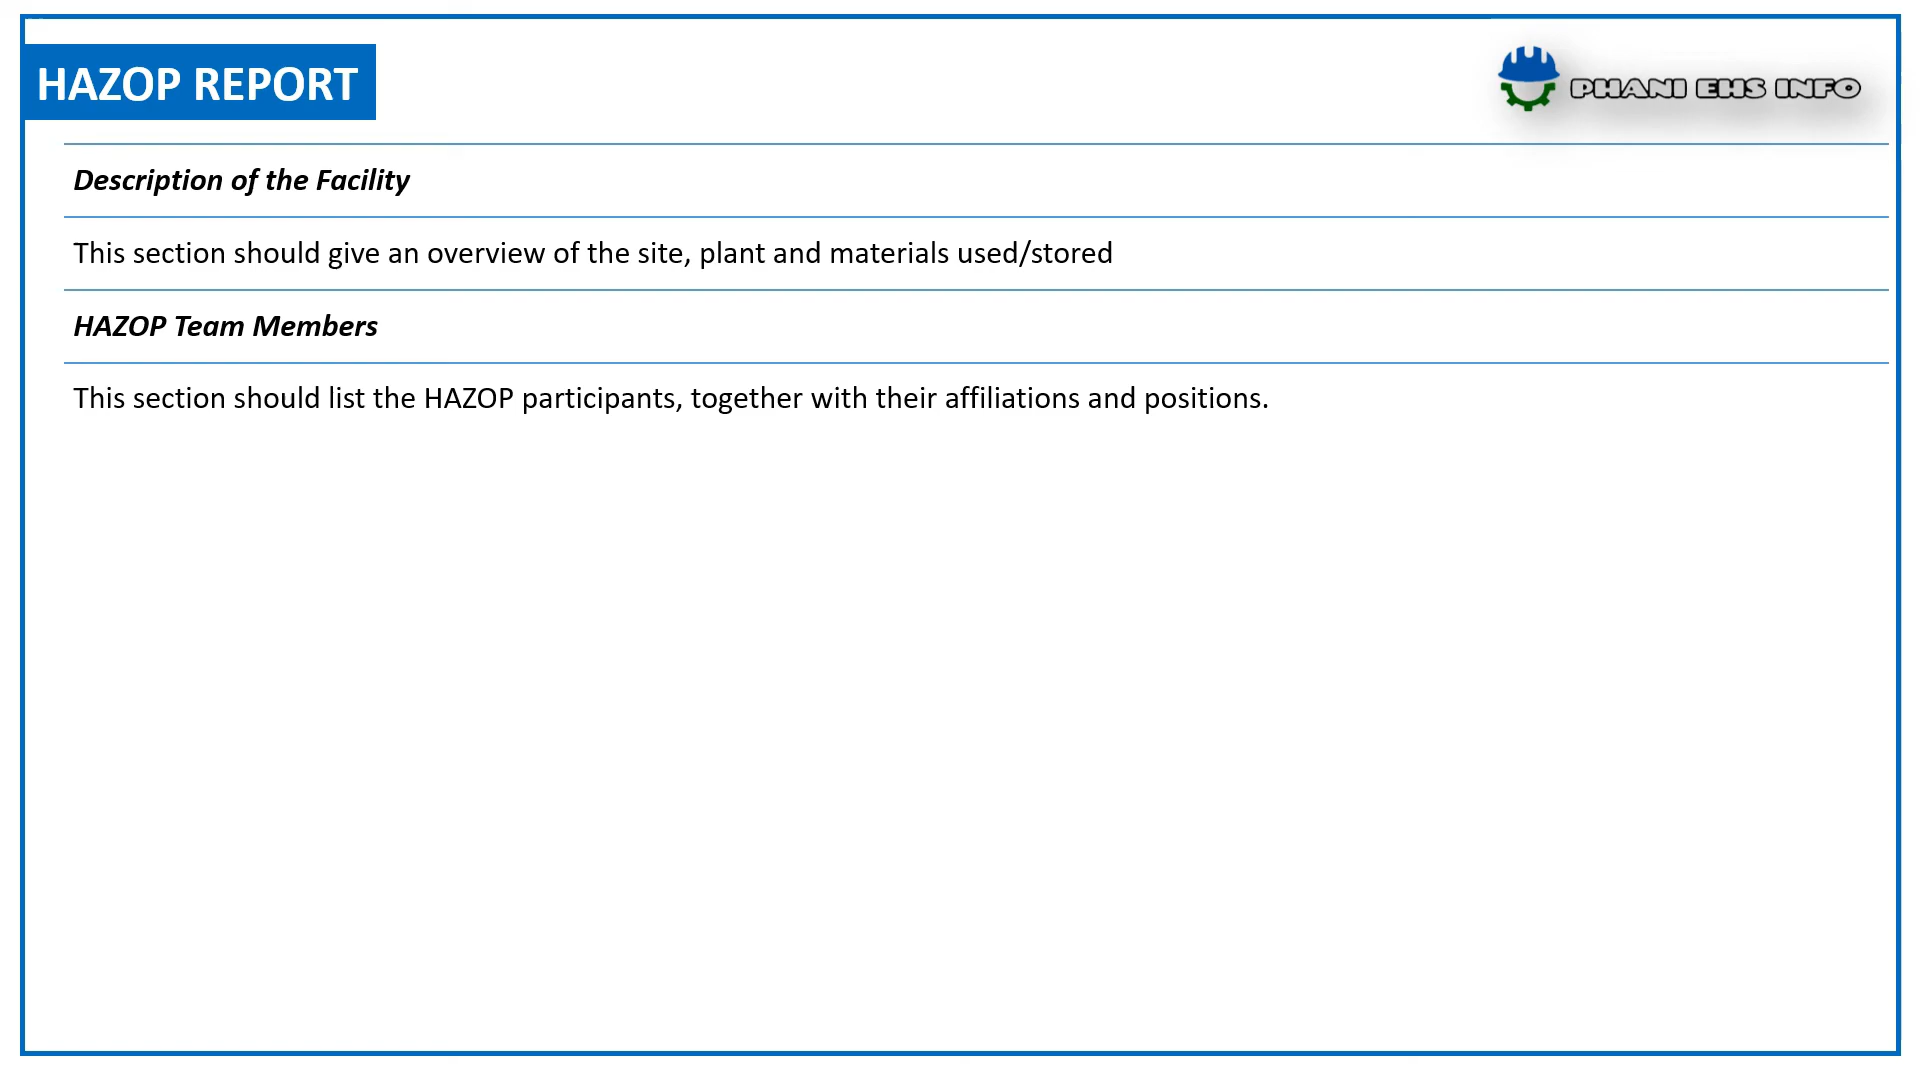 HAZOP REPORT
PHANI EHS INFO
Description of the Facility
This section should give an overview of the site, plant and materials used/stored
HAZOP Team Members
This section should list the HAZOP participants, together with their affiliations and positions.